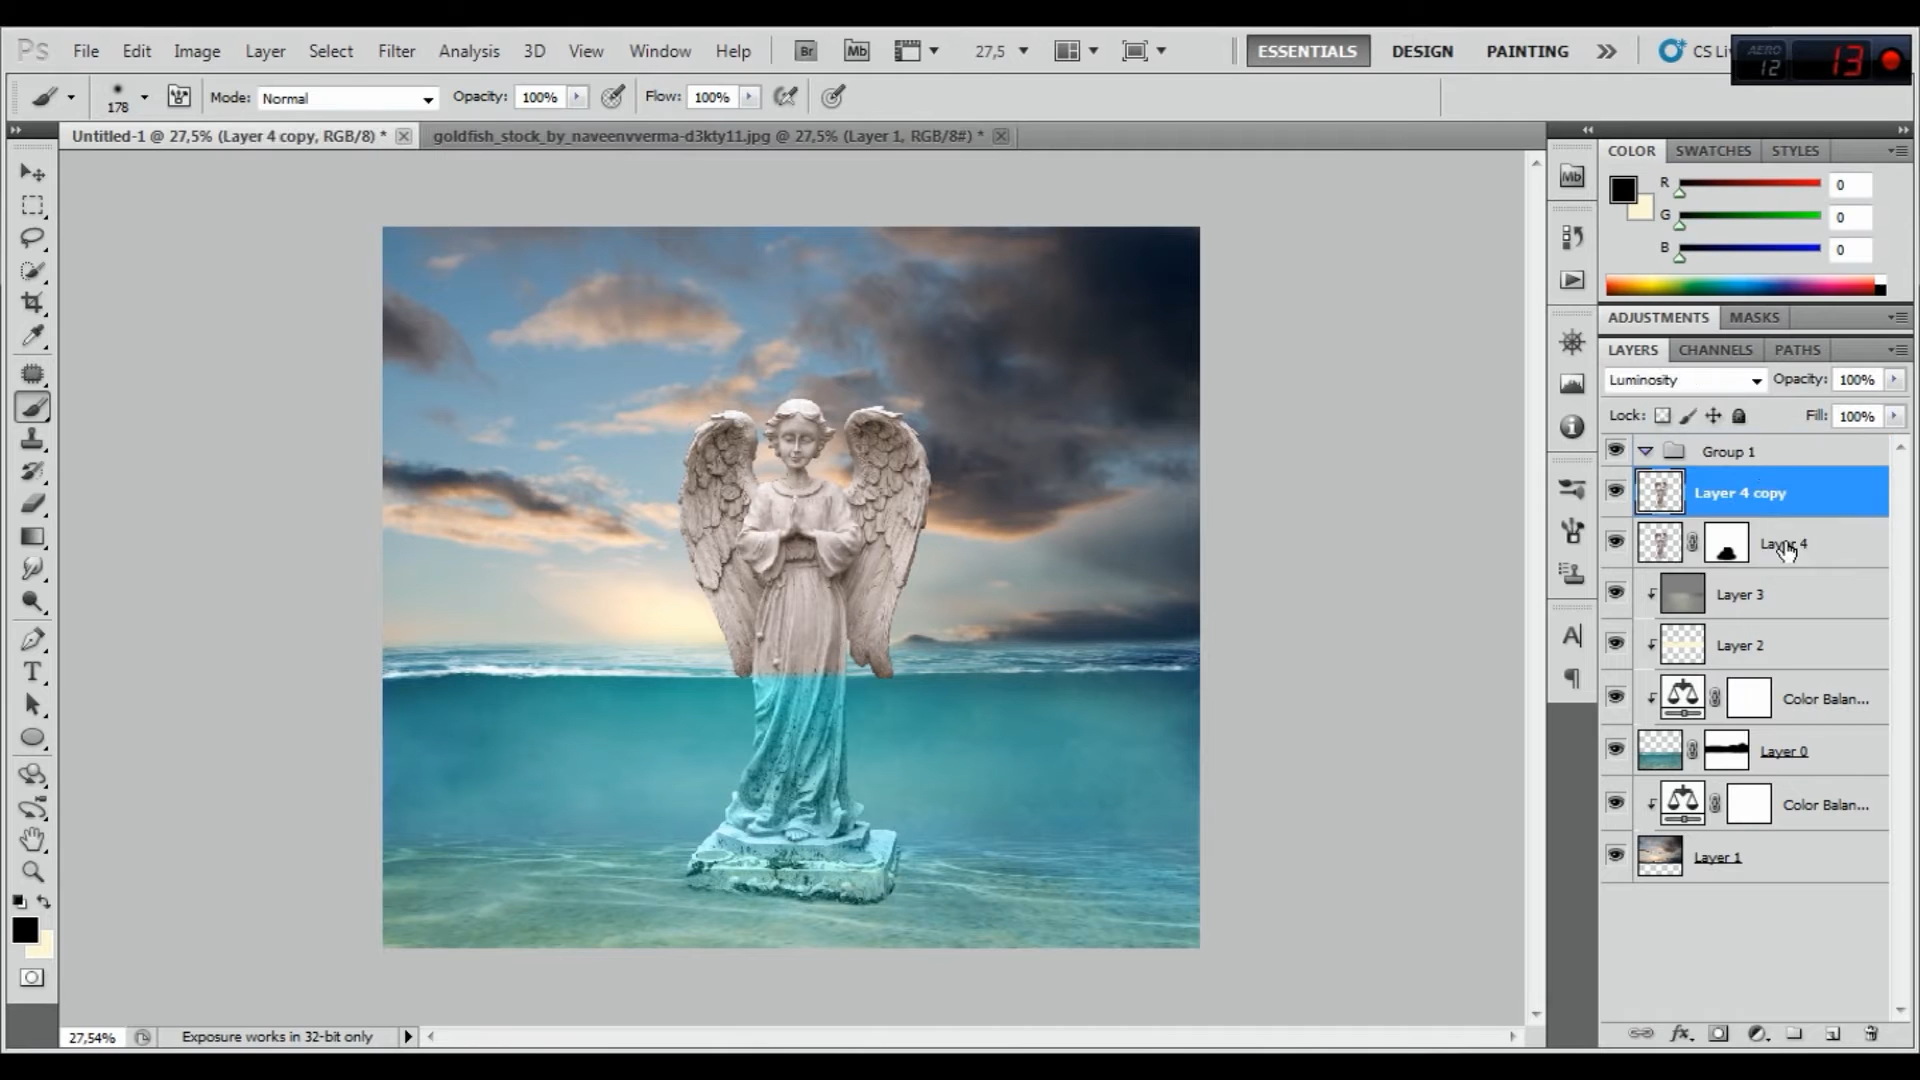 Ps File Edit Image Layer Select Filter Analysis 3D View Window Help Br Mb 27,5 ESSENTIALS DESIGN PAINTING CS Li
AERO 12 13
178 Mode: Normal Opacity: 100% Flow: 100%
Untitled-1 @ 27,5% (Layer 4 copy, RGB/8) * goldfish_stock_by_naveenvverma-d3kty11.jpg @ 27,5% (Layer 1, RGB/8#) *
COLOR SWATCHES STYLES
Mb
R 0
G 0
B 0
ADJUSTMENTS MASKS
LAYERS CHANNELS PATHS
Luminosity Opacity: 100%
Lock: Fill: 100%
Group 1
Layer 4 copy
Layer 4
Layer 3
Layer 2
Color Balan...
Layer 0
Color Balan...
Layer 1
27,54% Exposure works in 32-bit only
fx